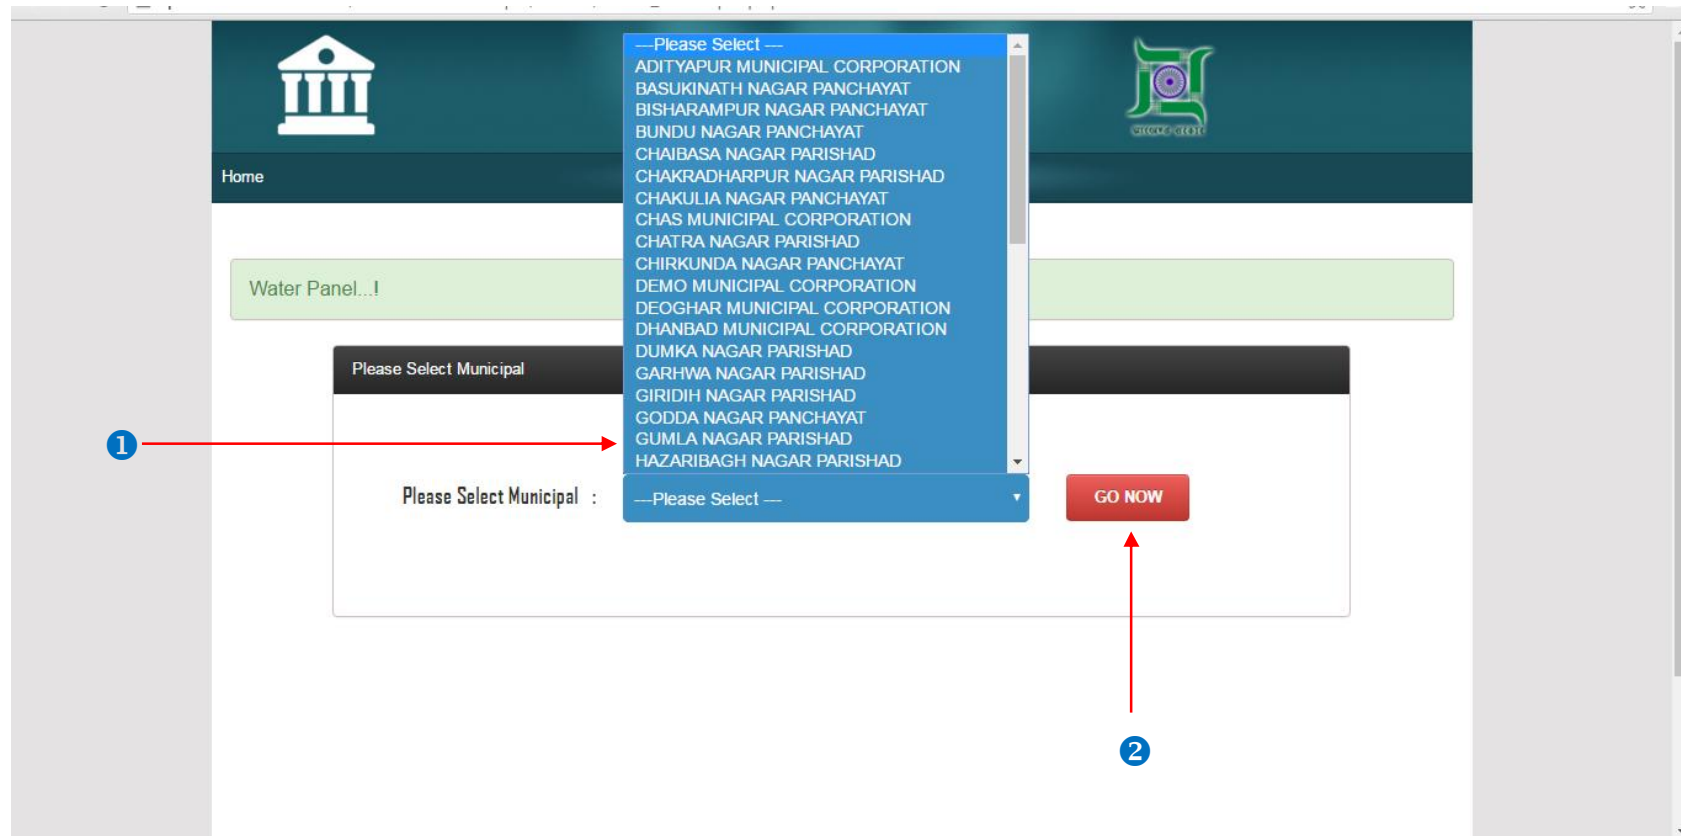 ---Please Select ---
ADITYAPUR MUNICIPAL CORPORATION
BASUKINATH NAGAR PANCHAYAT
BISHARAMPUR NAGAR PANCHAYAT
BUNDU NAGAR PANCHAYAT
CHAIBASA NAGAR PARISHAD
CHAKRADHARPUR NAGAR PARISHAD
CHAKULIA NAGAR PANCHAYAT
CHAS MUNICIPAL CORPORATION
CHATRA NAGAR PARISHAD
CHIRKUNDA NAGAR PANCHAYAT
DEMO MUNICIPAL CORPORATION
DEOGHAR MUNICIPAL CORPORATION
DHANBAD MUNICIPAL CORPORATION
DUMKA NAGAR PARISHAD
GARHWA NAGAR PARISHAD
GIRIDIH NAGAR PARISHAD
GODDA NAGAR PANCHAYAT
GUMLA NAGAR PARISHAD
HAZARIBAGH NAGAR PARISHAD
Home
Water Panel...!
Please Select Municipal
1
Please Select Municipal : ---Please Select --- GO NOW
2